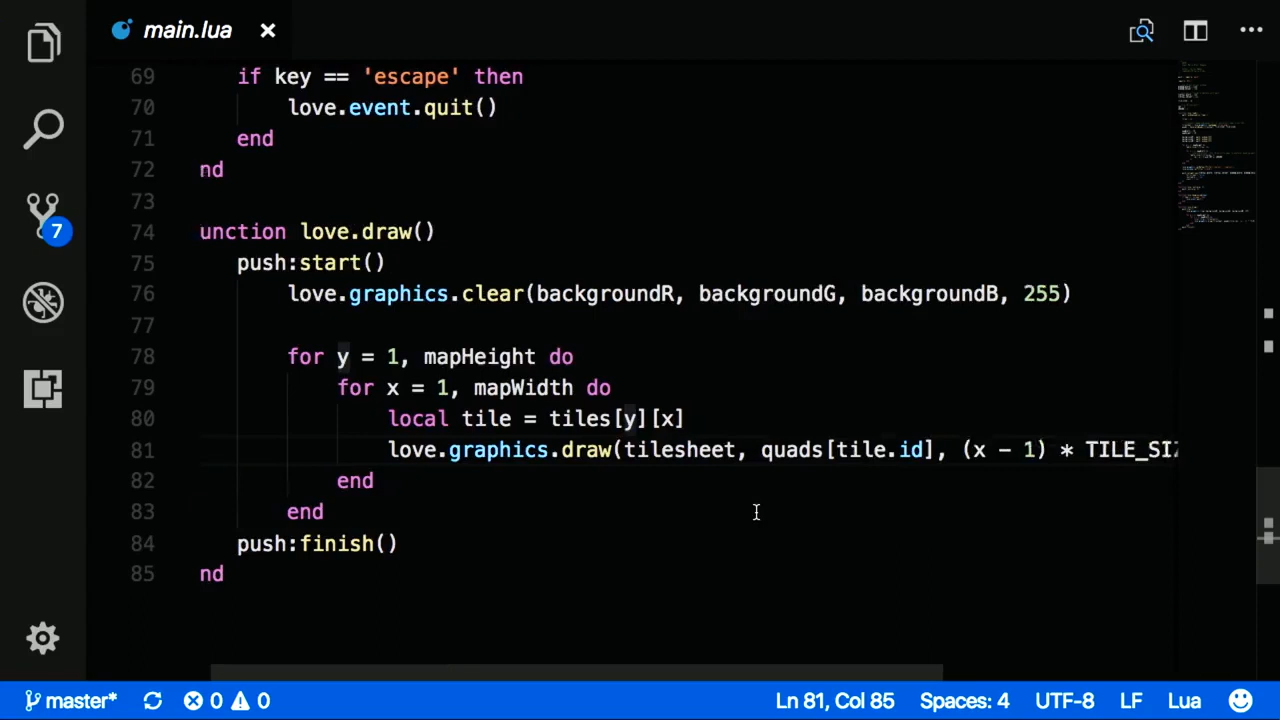 main.lua
69 if key == 'escape' then
70 love.event.quit()
71 end
72 nd
73
74 unction love.draw()
75 push:start()
76 love.graphics.clear(backgroundR, backgroundG, backgroundB, 255)
77
78 for y = 1, mapHeight do
79 for x = 1, mapWidth do
80 local tile = tiles[y][x]
81 love.graphics.draw(tilesheet, quads[tile.id], (x - 1) * TILE_SIZ
82 end
83 end
84 push:finish()
85 nd
7
master* 0 0 Ln 81, Col 85 Spaces: 4 UTF-8 LF Lua